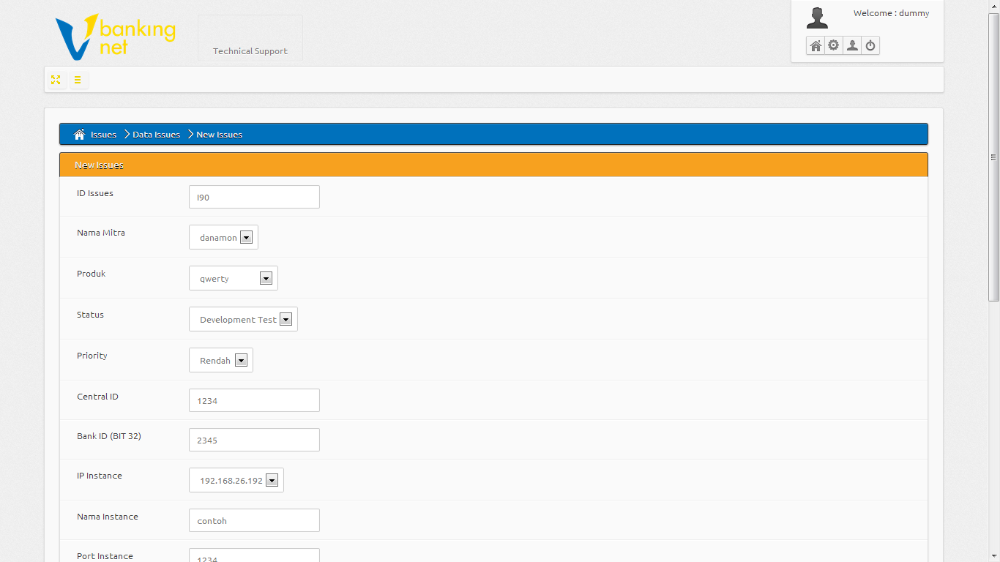 banking
net
Technical Support
Welcome : dummy
Issues
Data Issues
New Issues
New Issues
ID Issues
I90
Nama Mitra
danamon
Produk
qwerty
Status
Development Test
Priority
Rendah
Central ID
1234
Bank ID (BIT 32)
2345
IP Instance
192.168.26.192
Nama Instance
contoh
Port Instance
1234